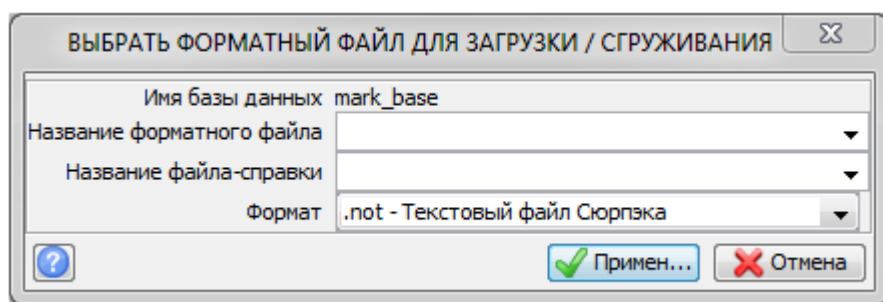 ВЫБРАТЬ ФОРМАТНЫЙ ФАЙЛ ДЛЯ ЗАГРУЗКИ / СГРУЖИВАНИЯ
Имя базы данных mark_base
Название форматного файла
Название файла-справки
Формат .not - Текстовый файл Сюрпэка
Примен... Отмена